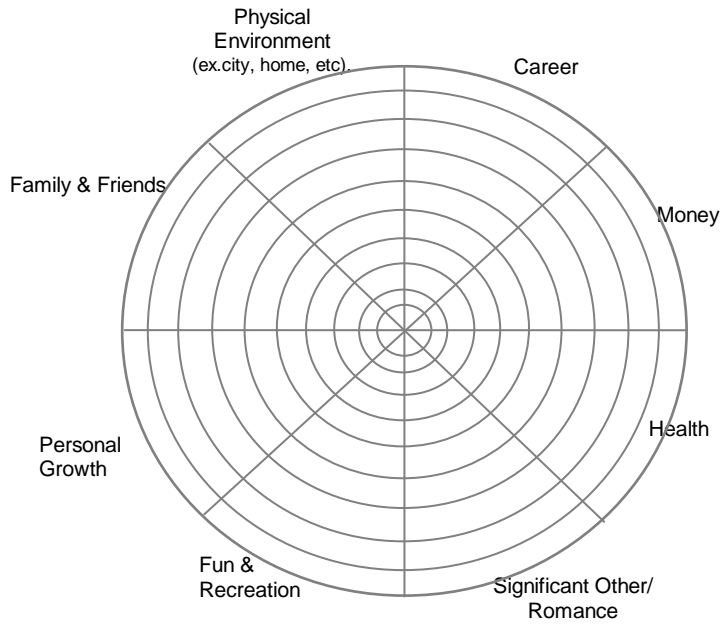 Physical
Environment
(ex.city, home, etc).
Career
Family & Friends
Money
Health
Personal
Growth
Fun &
Recreation
Significant Other/
Romance